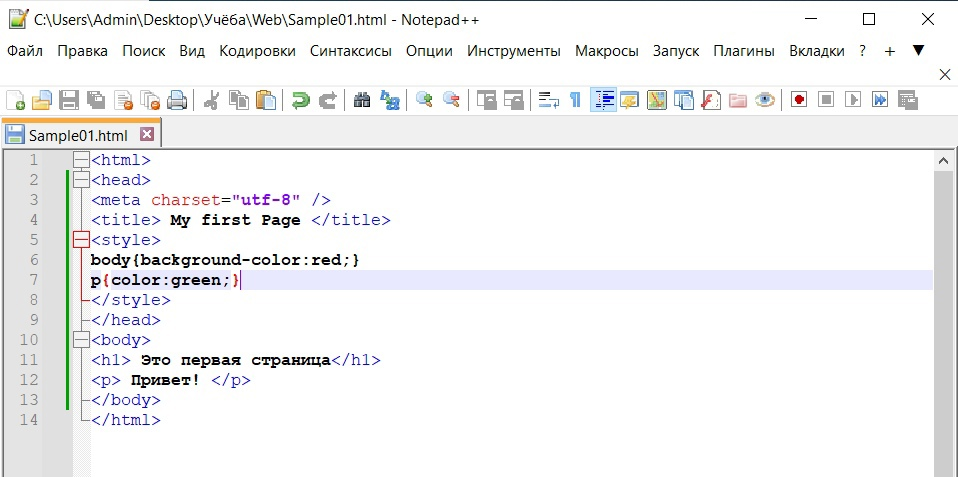 C:\Users\Admin\Desktop\Учёба\Web\Sample01.html - Notepad++
Файл Правка Поиск Вид Кодировки Синтаксисы Опции Инструменты Макросы Запуск Плагины Вкладки ? + ▼
Sample01.html
1 <html>
2 <head>
3 <meta charset="utf-8" />
4 <title> My first Page </title>
5 <style>
6 body{background-color:red;}
7 p{color:green;}
8 </style>
9 </head>
10 <body>
11 <h1> Это первая страница</h1>
12 <p> Привет! </p>
13 </body>
14 </html>